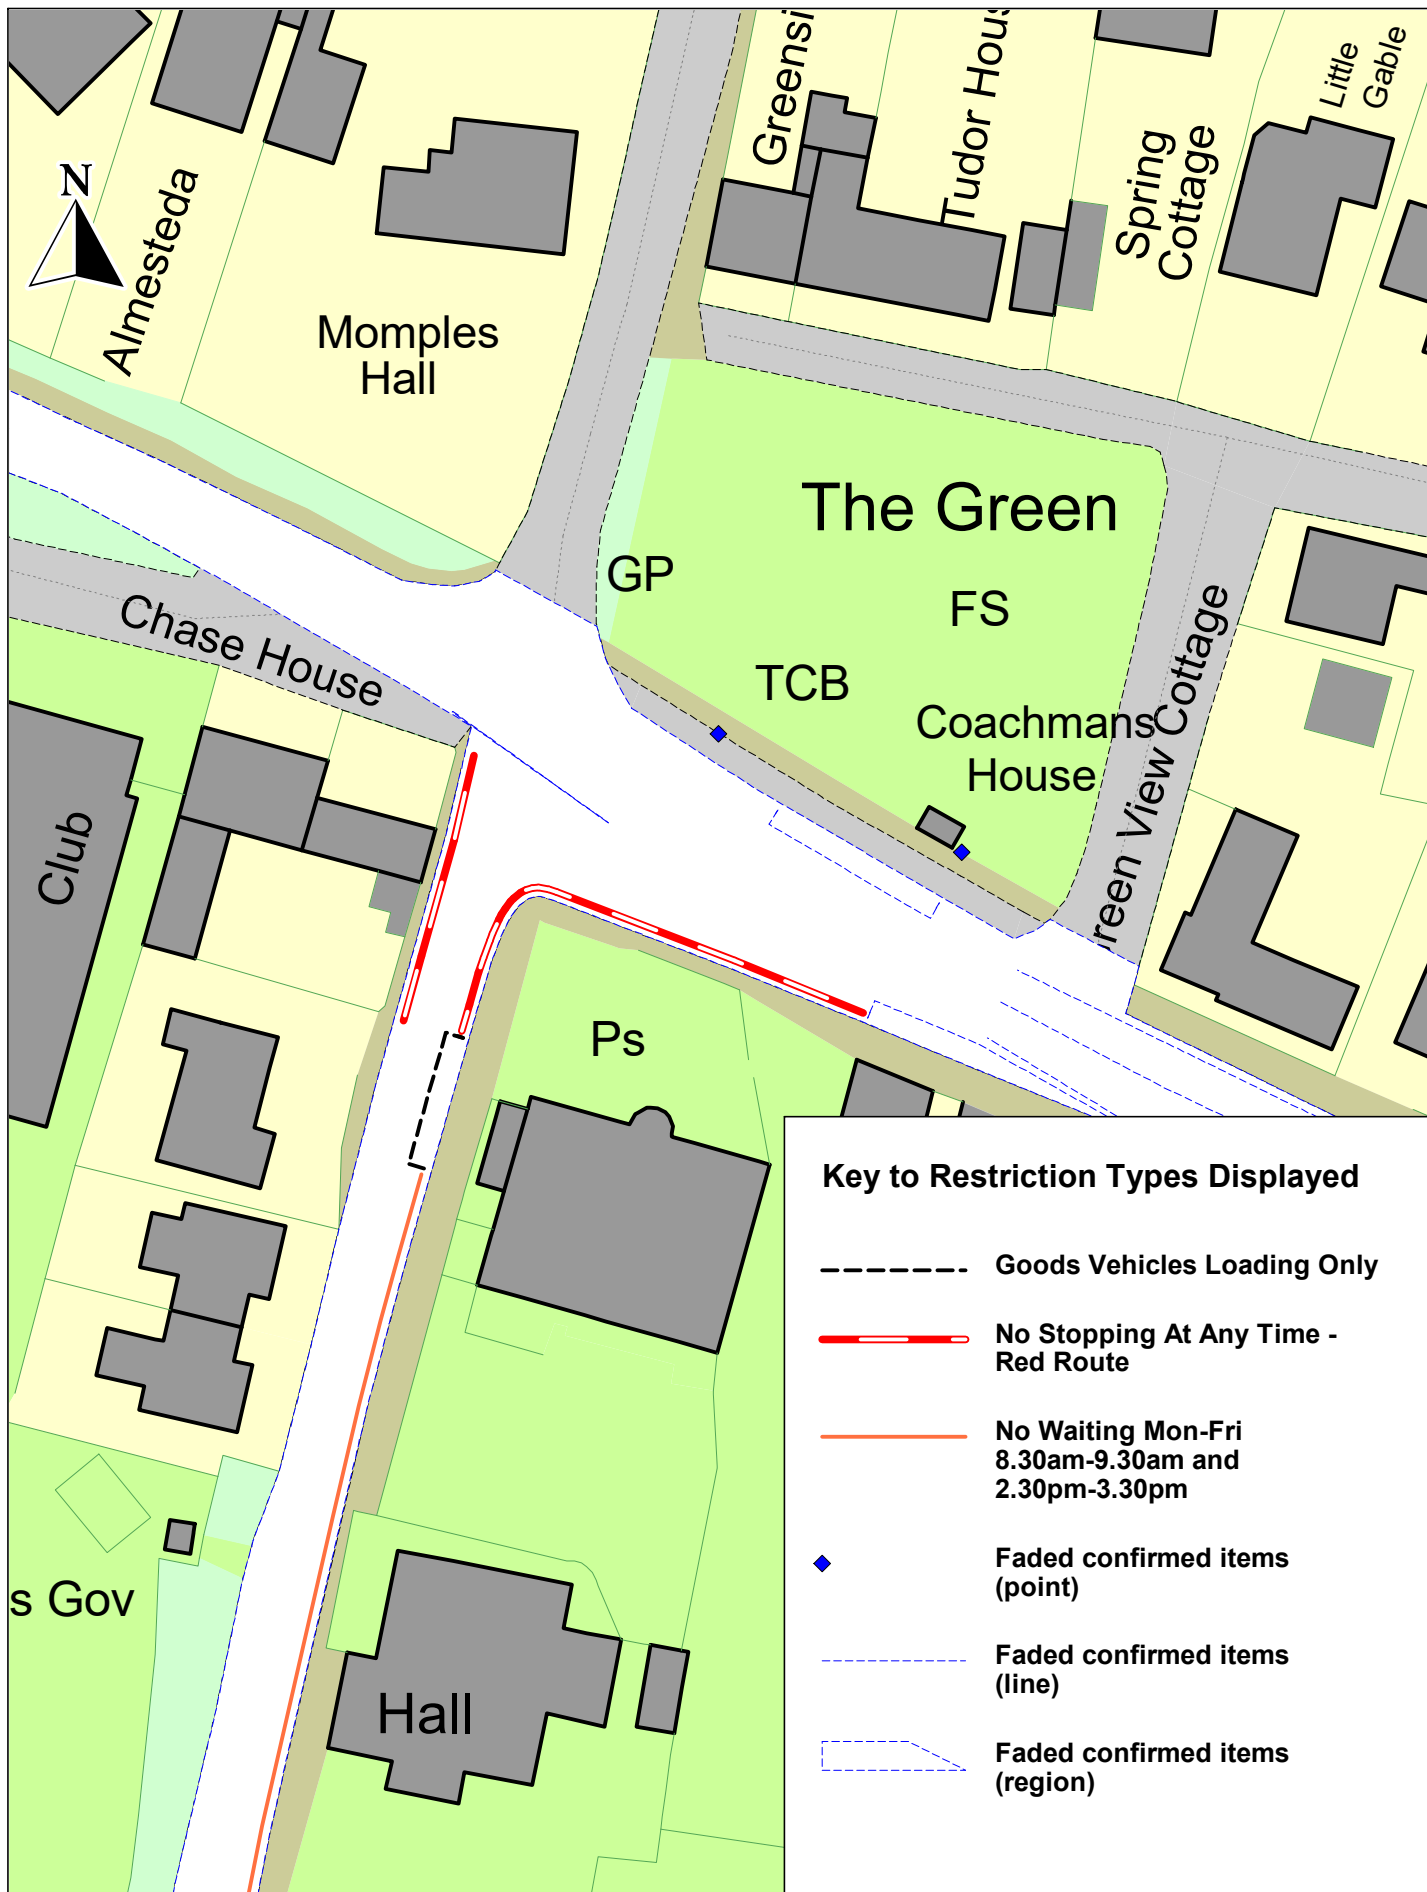 Greensi
Tudor Hous
Little
Gable
Spring
Cottage
N
Almesteda
Momples
Hall
The Green
GP
FS
Chase House
TCB
Coachmans
House
reen View Cottage
Club
Ps
s Gov
Hall
Key to Restriction Types Displayed
Goods Vehicles Loading Only
No Stopping At Any Time -
Red Route
No Waiting Mon-Fri
8.30am-9.30am and
2.30pm-3.30pm
Faded confirmed items
(point)
Faded confirmed items
(line)
Faded confirmed items
(region)